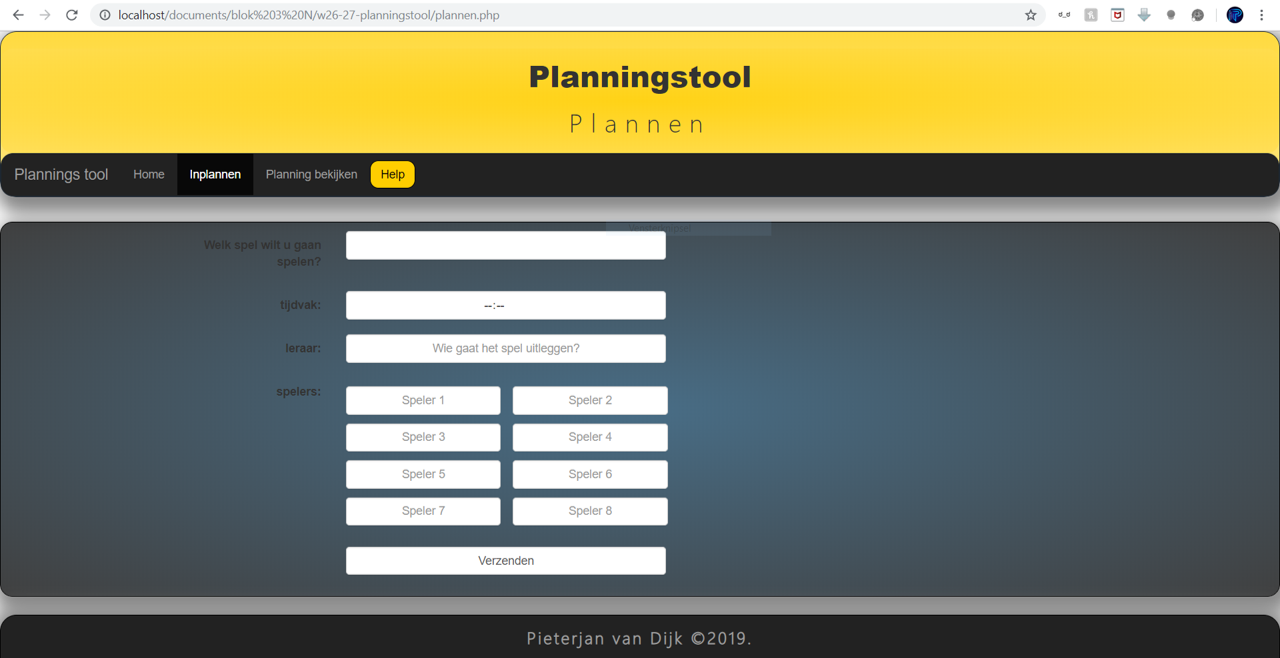 localhost/documents/blok%203%20N/w26-27-planningstool/plannen.php
Planningstool
Plannen
Plannings tool Home Inplannen Planning bekijken Help
Welk spel wilt u gaan
spelen?
tijdvak: --:--
leraar: Wie gaat het spel uitleggen?
spelers:
Speler 1 Speler 2
Speler 3 Speler 4
Speler 5 Speler 6
Speler 7 Speler 8
Verzenden
Pieterjan van Dijk ©2019.